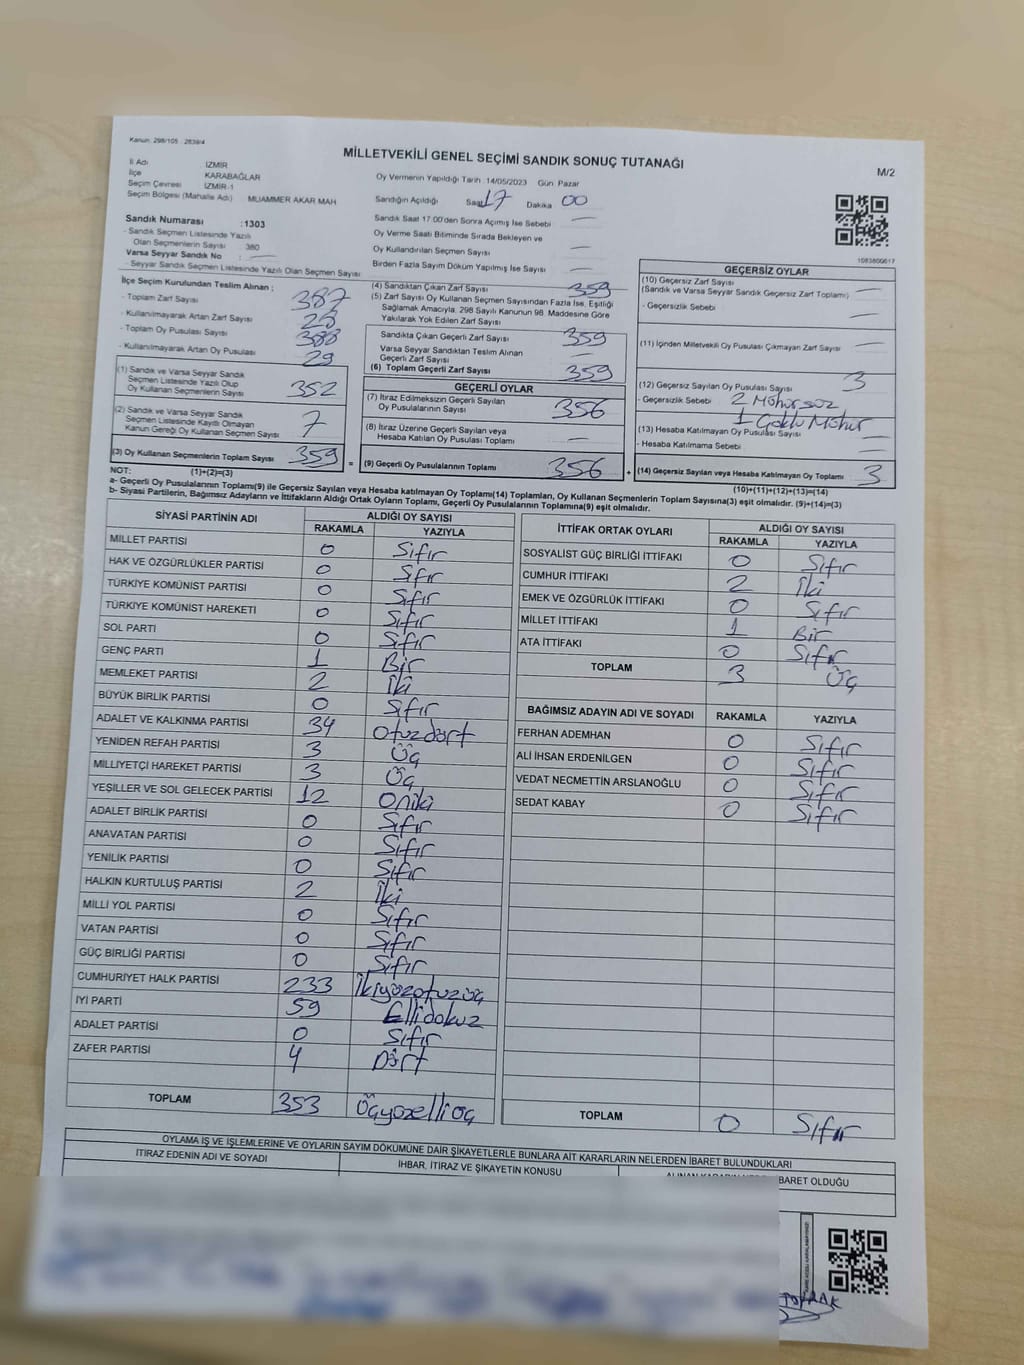 Kanun: 298/105 2839/4
MİLLETVEKİLİ GENEL SEÇİMİ SANDIK SONUÇ TUTANAĞI
M/2
İl Adı İZMİR
İlçe KARABAĞLAR
Seçim Çevresi İZMİR-1
Seçim Bölgesi (Mahalle Adı) MUAMMER AKAR MAH
Oy Vermenin Yapıldığı Tarih :14/05/2023 Gün Pazar
Sandığın Açıldığı Saat 17 Dakika 00
Sandık Saat 17:00'den Sonra Açılmış İse Sebebi —
Oy Verme Saati Bitiminde Sırada Bekleyen ve
Oy Kullandırılan Seçmen Sayısı —
Birden Fazla Sayım Döküm Yapılmış İse Sayısı —
Sandık Numarası :1303
- Sandık Seçmen Listesinde Yazılı
Olan Seçmenlerin Sayısı : 380
Varsa Seyyar Sandık No : —
- Seyyar Sandık Seçmen Listesinde Yazılı Olan Seçmen Sayısı
1083800617
İlçe Seçim Kurulundan Teslim Alınan ;
- Toplam Zarf Sayısı 387
- Kullanılmayarak Artan Zarf Sayısı 28
- Toplam Oy Pusulası Sayısı 388
- Kullanılmayarak Artan Oy Pusulası 29
(1) Sandık ve Varsa Seyyar Sandık
Seçmen Listesinde Yazılı Olup
Oy Kullanan Seçmenlerin Sayısı 352
(2) Sandık ve Varsa Seyyar Sandık
Seçmen Listesinde Kayıtlı Olmayan
Kanun Gereği Oy Kullanan Seçmen Sayısı 7
(3) Oy Kullanan Seçmenlerin Toplam Sayısı 359
(4) Sandıktan Çıkan Zarf Sayısı 359
(5) Zarf Sayısı Oy Kullanan Seçmen Sayısından Fazla İse, Eşitliği
Sağlamak Amacıyla, 298 Sayılı Kanunun 98. Maddesine Göre
Yakılarak Yok Edilen Zarf Sayısı —
Sandıkta Çıkan Geçerli Zarf Sayısı 359
Varsa Seyyar Sandıktan Teslim Alınan
Geçerli Zarf Sayısı —
(6) Toplam Geçerli Zarf Sayısı 359
GEÇERLİ OYLAR
(7) İtiraz Edilmeksizin Geçerli Sayılan
Oy Pusulalarının Sayısı 356
(8) İtiraz Üzerine Geçerli Sayılan veya
Hesaba Katılan Oy Pusulası Toplamı —
= (9) Geçerli Oy Pusulalarının Toplamı 356
GEÇERSİZ OYLAR
(10) Geçersiz Zarf Sayısı
(Sandık ve Varsa Seyyar Sandık Geçersiz Zarf Toplamı) —
- Geçersizlik Sebebi —
(11) İçinden Milletvekili Oy Pusulası Çıkmayan Zarf Sayısı —
(12) Geçersiz Sayılan Oy Pusulası Sayısı 3
- Geçersizlik Sebebi : 2 Mühürsüz
1 Çoklu Mühür
(13) Hesaba Katılmayan Oy Pusulası Sayısı —
- Hesaba Katılmama Sebebi —
+ (14) Geçersiz Sayılan veya Hesaba Katılmayan Oy Toplamı 3
NOT: (1)+(2)=(3)
(10)+(11)+(12)+(13)=(14)
a- Geçerli Oy Pusulalarının Toplamı(9) ile Geçersiz Sayılan veya Hesaba katılmayan Oy Toplamı(14) Toplamları, Oy Kullanan Seçmenlerin Toplam Sayısına(3) eşit olmalıdır. (9)+(14)=(3)
b- Siyasi Partilerin, Bağımsız Adayların ve İttifakların Aldığı Ortak Oyların Toplamı, Geçerli Oy Pusulalarının Toplamına(9) eşit olmalıdır.
SİYASİ PARTİNİN ADI ALDIĞI OY SAYISI
RAKAMLA YAZIYLA
MİLLET PARTİSİ 0 Sıfır
HAK VE ÖZGÜRLÜKLER PARTİSİ 0 Sıfır
TÜRKİYE KOMÜNİST PARTİSİ 0 Sıfır
TÜRKİYE KOMÜNİST HAREKETİ 0 Sıfır
SOL PARTİ 0 Sıfır
GENÇ PARTİ 1 Bir
MEMLEKET PARTİSİ 2 İki
BÜYÜK BİRLİK PARTİSİ 0 Sıfır
ADALET VE KALKINMA PARTİSİ 34 Otuzdört
YENİDEN REFAH PARTİSİ 3 Üç
MİLLİYETÇİ HAREKET PARTİSİ 3 Üç
YEŞİLLER VE SOL GELECEK PARTİSİ 12 Oniki
ADALET BİRLİK PARTİSİ 0 Sıfır
ANAVATAN PARTİSİ 0 Sıfır
YENİLİK PARTİSİ 0 Sıfır
HALKIN KURTULUŞ PARTİSİ 2 İki
MİLLİ YOL PARTİSİ 0 Sıfır
VATAN PARTİSİ 0 Sıfır
GÜÇ BİRLİĞİ PARTİSİ 0 Sıfır
CUMHURİYET HALK PARTİSİ 233 İkiyüzotuzüç
İYİ PARTİ 59 Ellidokuz
ADALET PARTİSİ 0 Sıfır
ZAFER PARTİSİ 4 Dört
TOPLAM 353 Üçyüzelliüç
İTTİFAK ORTAK OYLARI ALDIĞI OY SAYISI
RAKAMLA YAZIYLA
SOSYALİST GÜÇ BİRLİĞİ İTTİFAKI 0 Sıfır
CUMHUR İTTİFAKI 2 İki
EMEK VE ÖZGÜRLÜK İTTİFAKI 0 Sıfır
MİLLET İTTİFAKI 1 Bir
ATA İTTİFAKI 0 Sıfır
TOPLAM 3 Üç
BAĞIMSIZ ADAYIN ADI VE SOYADI RAKAMLA YAZIYLA
FERHAN ADEMHAN 0 Sıfır
ALİ İHSAN ERDENİLGEN 0 Sıfır
VEDAT NECMETTİN ARSLANOĞLU 0 Sıfır
SEDAT KABAY 0 Sıfır
TOPLAM 0 Sıfır
OYLAMA İŞ VE İŞLEMLERİNE VE OYLARIN SAYIM DÖKÜMÜNE DAİR ŞİKAYETLERLE BUNLARA AİT KARARLARIN NELERDEN İBARET BULUNDUKLARI
İTİRAZ EDENİN ADI VE SOYADI İHBAR, İTİRAZ VE ŞİKAYETİN KONUSU BARET OLDUĞU